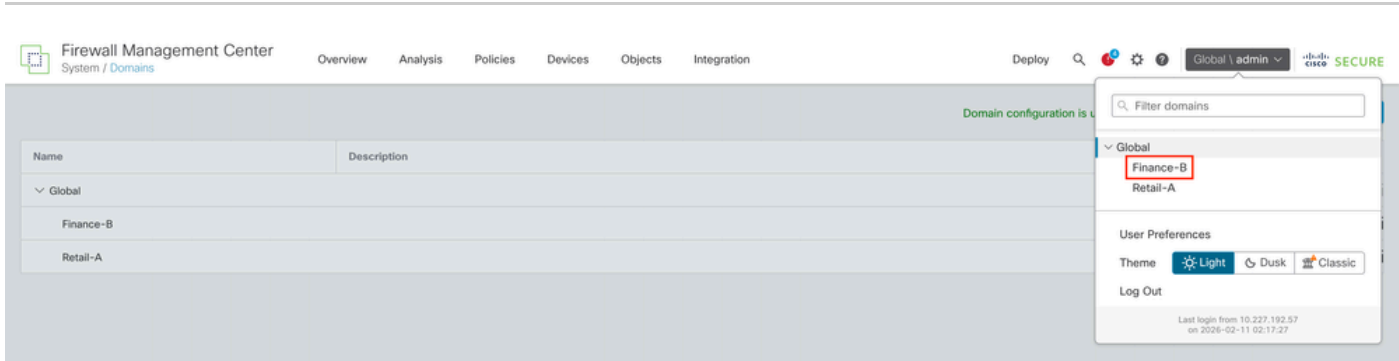 Firewall Management Center
System / Domains
Overview Analysis Policies Devices Objects Integration
Deploy 4 Global \ admin cisco SECURE
Domain configuration is u
Filter domains
Name Description
Global
Finance-B
Retail-A
Global
Finance-B
Retail-A
User Preferences
Theme Light Dusk Classic
Log Out
Last login from 10.227.192.57
on 2026-02-11 02:17:27